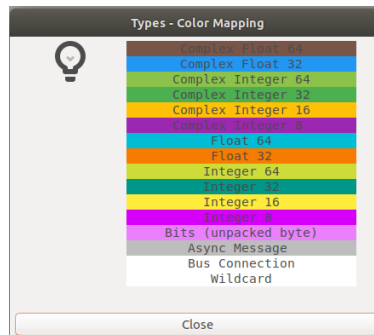 Types - Color Mapping
Complex Float 64
Complex Float 32
Complex Integer 64
Complex Integer 32
Complex Integer 16
Complex Integer 8
Float 64
Float 32
Integer 64
Integer 32
Integer 16
Integer 8
Bits (unpacked byte)
Async Message
Bus Connection
Wildcard
Close